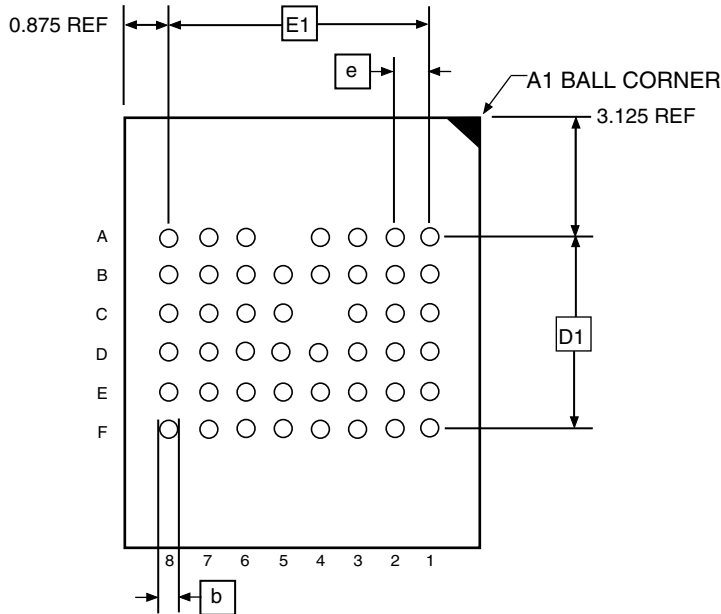 0.875 REF
E1
e
A1 BALL CORNER
3.125 REF
A
B
C
D
D1
E
F
8 7 6 5 4 3 2 1
b